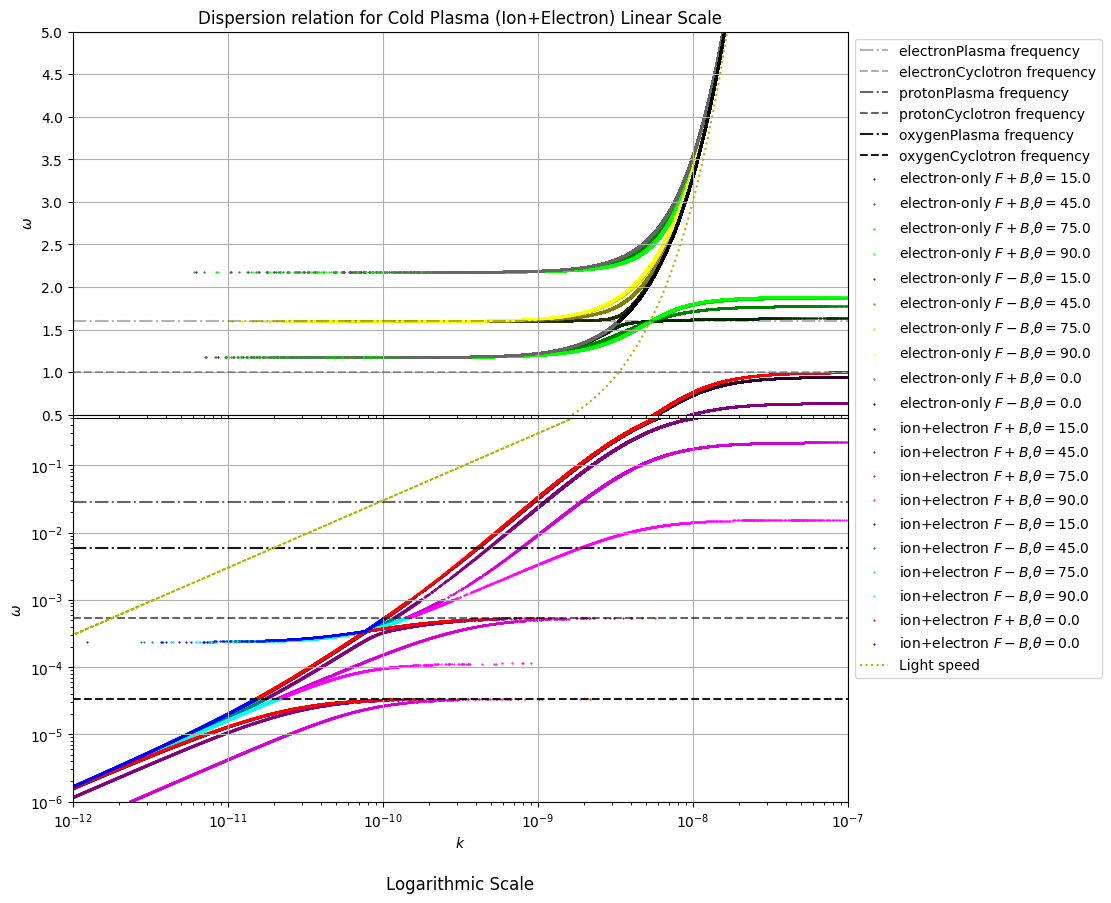 Dispersion relation for Cold Plasma (Ion+Electron) Linear Scale
5.0
4.5
4.0
3.5
3.0
2.5
2.0
1.5
1.0
0.5
ω
10⁻¹
10⁻²
10⁻³
10⁻⁴
10⁻⁵
10⁻⁶
ω
10⁻¹² 10⁻¹¹ 10⁻¹⁰ 10⁻⁹ 10⁻⁸ 10⁻⁷
k
Logarithmic Scale
electronPlasma frequency
electronCyclotron frequency
protonPlasma frequency
protonCyclotron frequency
oxygenPlasma frequency
oxygenCyclotron frequency
electron-only F + B,θ = 15.0
electron-only F + B,θ = 45.0
electron-only F + B,θ = 75.0
electron-only F + B,θ = 90.0
electron-only F − B,θ = 15.0
electron-only F − B,θ = 45.0
electron-only F − B,θ = 75.0
electron-only F − B,θ = 90.0
electron-only F + B,θ = 0.0
electron-only F − B,θ = 0.0
ion+electron F + B,θ = 15.0
ion+electron F + B,θ = 45.0
ion+electron F + B,θ = 75.0
ion+electron F + B,θ = 90.0
ion+electron F − B,θ = 15.0
ion+electron F − B,θ = 45.0
ion+electron F − B,θ = 75.0
ion+electron F − B,θ = 90.0
ion+electron F + B,θ = 0.0
ion+electron F − B,θ = 0.0
Light speed